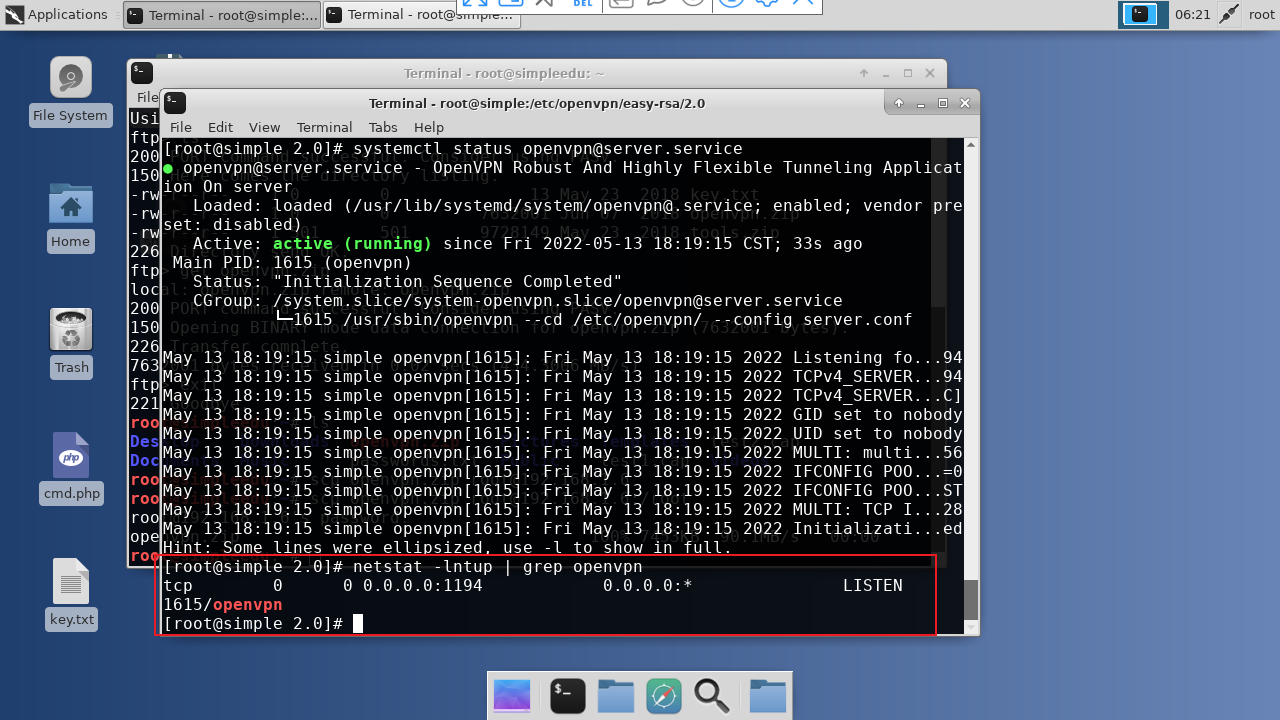 Applications
Terminal - root@simple:...
Terminal - root@simple:...
DEL
06:21
root
File System
Home
Trash
cmd.php
key.txt
php
Terminal - root@simpleedu: ~
File
Terminal - root@simple:/etc/openvpn/easy-rsa/2.0
File Edit View Terminal Tabs Help
[root@simple 2.0]# systemctl status openvpn@server.service
● openvpn@server.service - OpenVPN Robust And Highly Flexible Tunneling Applicat
ion On server
   Loaded: loaded (/usr/lib/systemd/system/openvpn@.service; enabled; vendor pre
set: disabled)
   Active: active (running) since Fri 2022-05-13 18:19:15 CST; 33s ago
 Main PID: 1615 (openvpn)
   Status: "Initialization Sequence Completed"
   CGroup: /system.slice/system-openvpn.slice/openvpn@server.service
           └─1615 /usr/sbin/openvpn --cd /etc/openvpn/ --config server.conf
May 13 18:19:15 simple openvpn[1615]: Fri May 13 18:19:15 2022 Listening fo...94
May 13 18:19:15 simple openvpn[1615]: Fri May 13 18:19:15 2022 TCPv4_SERVER...94
May 13 18:19:15 simple openvpn[1615]: Fri May 13 18:19:15 2022 TCPv4_SERVER...C]
May 13 18:19:15 simple openvpn[1615]: Fri May 13 18:19:15 2022 GID set to nobody
May 13 18:19:15 simple openvpn[1615]: Fri May 13 18:19:15 2022 UID set to nobody
May 13 18:19:15 simple openvpn[1615]: Fri May 13 18:19:15 2022 MULTI: multi...56
May 13 18:19:15 simple openvpn[1615]: Fri May 13 18:19:15 2022 IFCONFIG POO...=0
May 13 18:19:15 simple openvpn[1615]: Fri May 13 18:19:15 2022 IFCONFIG POO...ST
May 13 18:19:15 simple openvpn[1615]: Fri May 13 18:19:15 2022 MULTI: TCP I...28
May 13 18:19:15 simple openvpn[1615]: Fri May 13 18:19:15 2022 Initializati...ed
Hint: Some lines were ellipsized, use -l to show in full.
[root@simple 2.0]# netstat -lntup | grep openvpn
tcp        0      0 0.0.0.0:1194            0.0.0.0:*               LISTEN
1615/openvpn
[root@simple 2.0]#